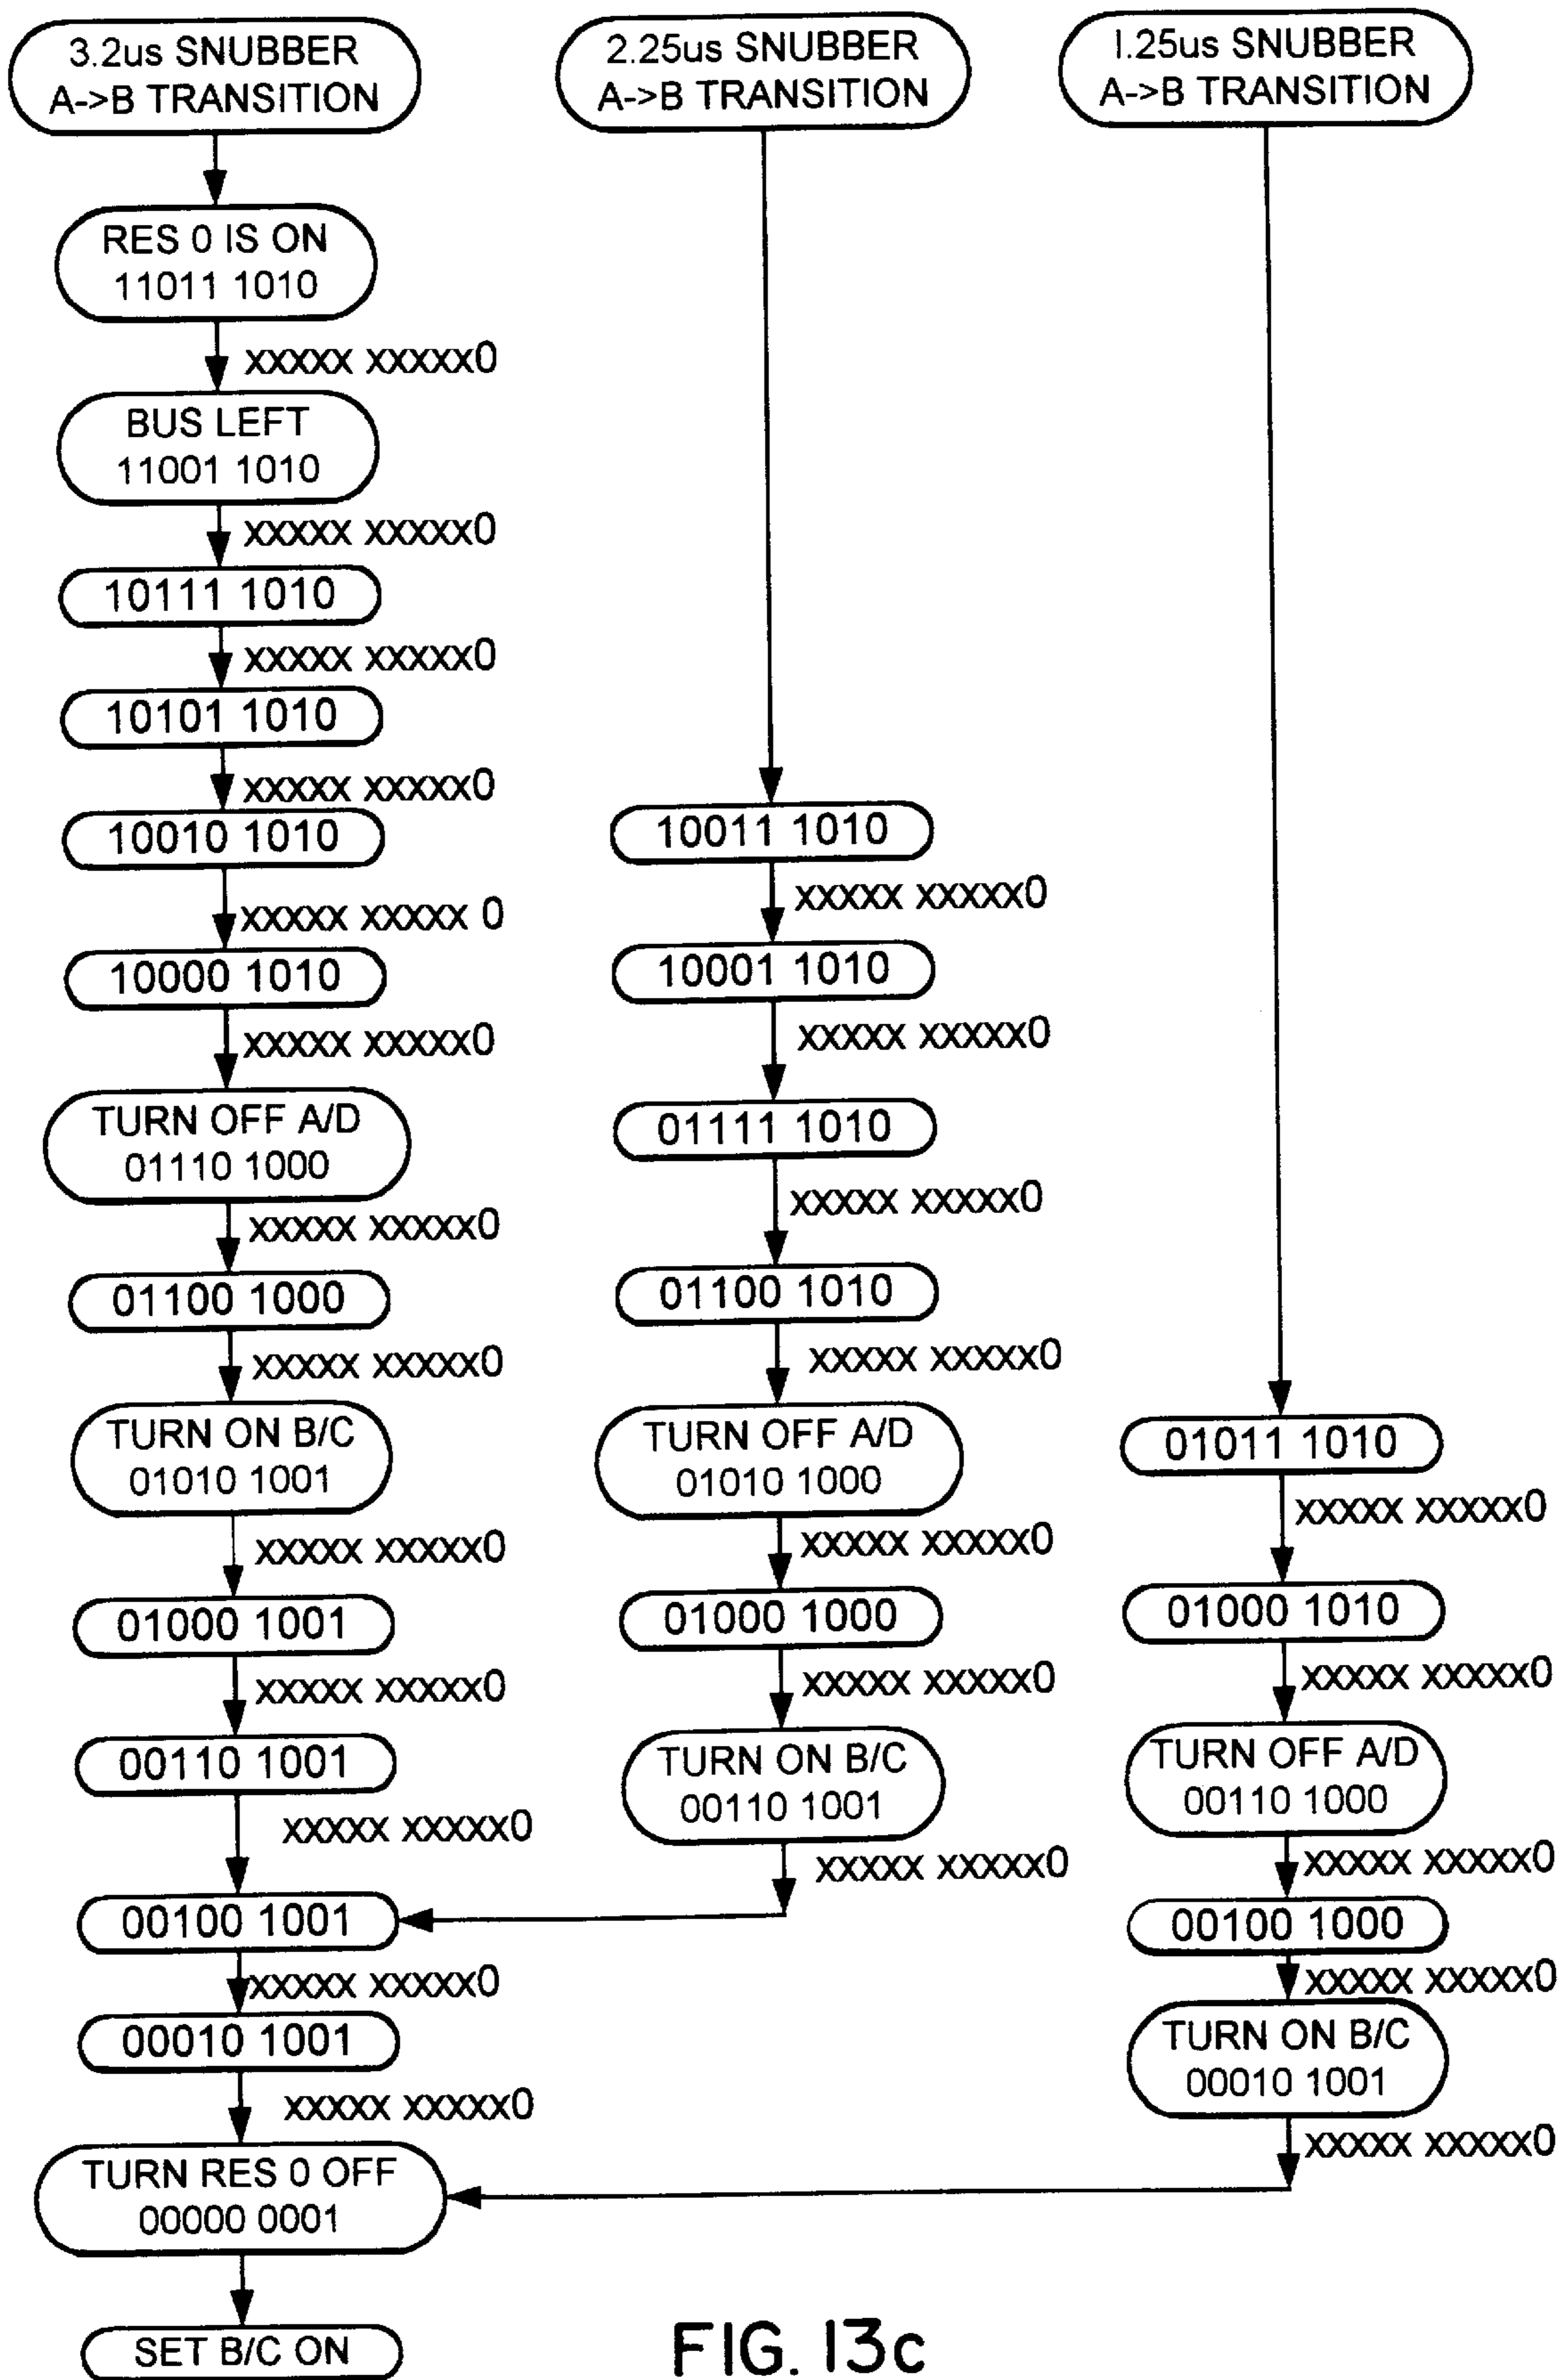 3.2us SNUBBER
A->B TRANSITION
RES 0 IS ON
11011 1010
xxxxx xxxxx0
BUS LEFT
11001 1010
xxxxx xxxxx0
10111 1010
xxxxx xxxxx0
10101 1010
xxxxx xxxxx0
10010 1010
xxxxx xxxxx 0
10000 1010
xxxxx xxxxx0
TURN OFF A/D
01110 1000
xxxxx xxxxx0
01100 1000
xxxxx xxxxx0
TURN ON B/C
01010 1001
xxxxx xxxxx0
01000 1001
xxxxx xxxxx0
00110 1001
xxxxx xxxxx0
00100 1001
xxxxx xxxxx0
00010 1001
xxxxx xxxxx0
TURN RES 0 OFF
00000 0001
SET B/C ON
2.25us SNUBBER
A->B TRANSITION
10011 1010
xxxxx xxxxx0
10001 1010
xxxxx xxxxx0
01111 1010
xxxxx xxxxx0
01100 1010
xxxxx xxxxx0
TURN OFF A/D
01010 1000
xxxxx xxxxx0
01000 1000
xxxxx xxxxx0
TURN ON B/C
00110 1001
xxxxx xxxxx0
1.25us SNUBBER
A->B TRANSITION
01011 1010
xxxxx xxxxx0
01000 1010
xxxxx xxxxx0
TURN OFF A/D
00110 1000
xxxxx xxxxx0
00100 1000
xxxxx xxxxx0
TURN ON B/C
00010 1001
xxxxx xxxxx0
FIG. 13c